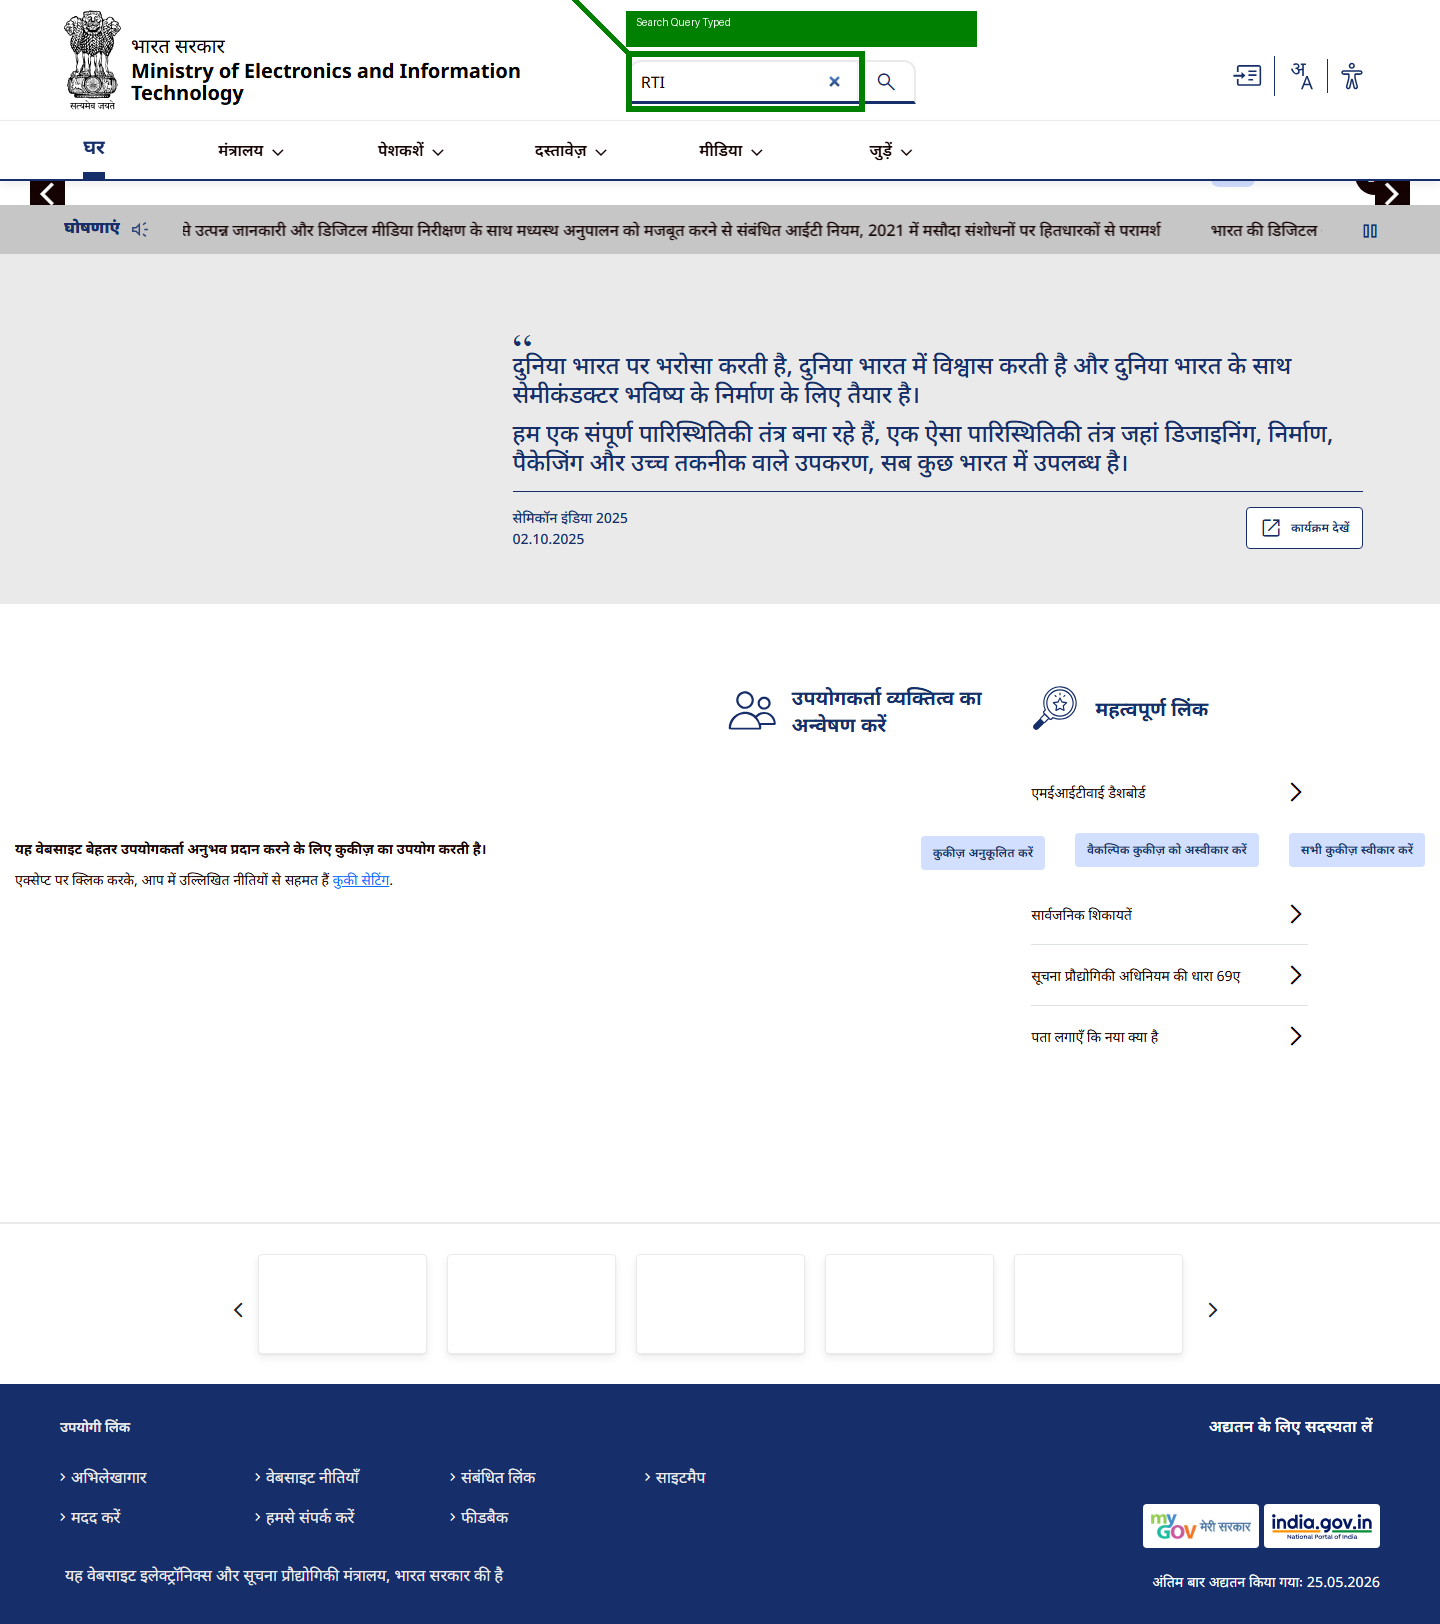 Search Query Typed
सत्यमेव जयते
भारत सरकार
Ministry of Electronics and Information
Technology
RTI
अ
A
घर
मंत्रालय
पेशकशें
दस्तावेज़
मीडिया
जुड़ें
घोषणाएं
से उत्पन्न जानकारी और डिजिटल मीडिया निरीक्षण के साथ मध्यस्थ अनुपालन को मजबूत करने से संबंधित आईटी नियम, 2021 में मसौदा संशोधनों पर हितधारकों से परामर्श
भारत की डिजिटल
“
दुनिया भारत पर भरोसा करती है, दुनिया भारत में विश्वास करती है और दुनिया भारत के साथ
सेमीकंडक्टर भविष्य के निर्माण के लिए तैयार है।
हम एक संपूर्ण पारिस्थितिकी तंत्र बना रहे हैं, एक ऐसा पारिस्थितिकी तंत्र जहां डिजाइनिंग, निर्माण,
पैकेजिंग और उच्च तकनीक वाले उपकरण, सब कुछ भारत में उपलब्ध है।
सेमिकॉन इंडिया 2025
02.10.2025
कार्यक्रम देखें
उपयोगकर्ता व्यक्तित्व का
अन्वेषण करें
महत्वपूर्ण लिंक
एमईआईटीवाई डैशबोर्ड
यह वेबसाइट बेहतर उपयोगकर्ता अनुभव प्रदान करने के लिए कुकीज़ का उपयोग करती है।
एक्सेप्ट पर क्लिक करके, आप में उल्लिखित नीतियों से सहमत हैं कुकी सेटिंग.
कुकीज़ अनुकूलित करें
वैकल्पिक कुकीज़ को अस्वीकार करें
सभी कुकीज़ स्वीकार करें
सार्वजनिक शिकायतें
सूचना प्रौद्योगिकी अधिनियम की धारा 69ए
पता लगाएँ कि नया क्या है
उपयोगी लिंक
अभिलेखागार
वेबसाइट नीतियाँ
संबंधित लिंक
साइटमैप
मदद करें
हमसे संपर्क करें
फीडबैक
यह वेबसाइट इलेक्ट्रॉनिक्स और सूचना प्रौद्योगिकी मंत्रालय, भारत सरकार की है
अद्यतन के लिए सदस्यता लें
my
GOV मेरी सरकार
india.gov.in
National Portal of India
अंतिम बार अद्यतन किया गयाः 25.05.2026